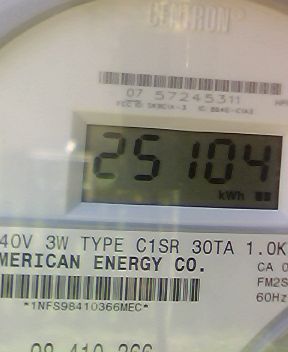 CENTRON
07 57245311
25104
kWh
40V 3W TYPE C1SR 30TA 1.0K
MERICAN ENERGY CO.
CA 0
FM2S
60Hz
*1NFS98410366MEC*
98 410 366